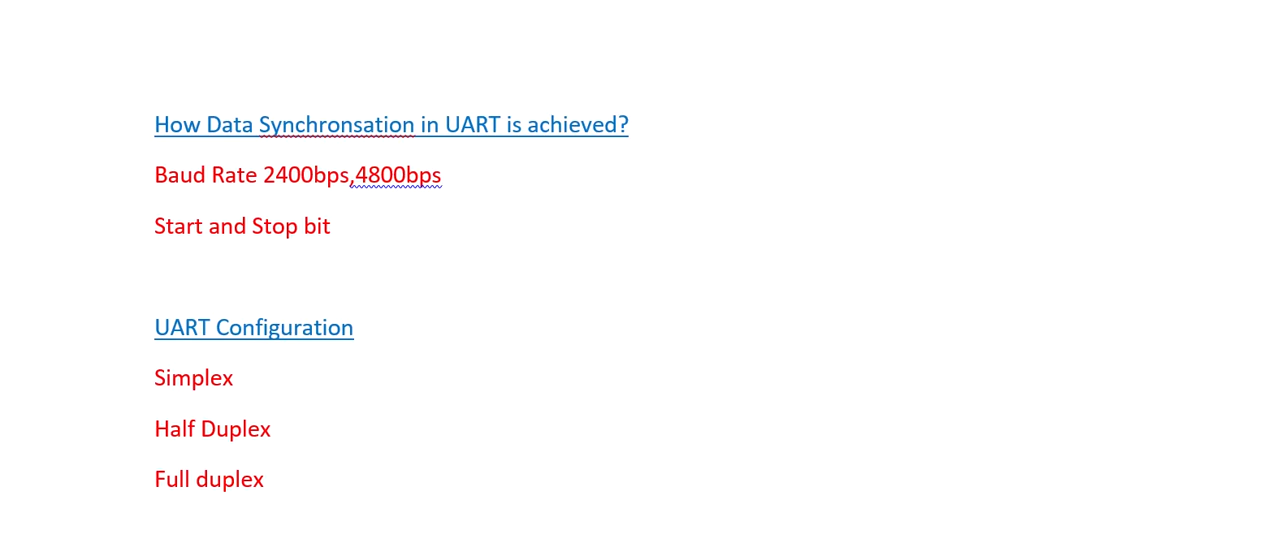 How Data Synchronsation in UART is achieved?
Baud Rate 2400bps,4800bps
Start and Stop bit
UART Configuration
Simplex
Half Duplex
Full duplex